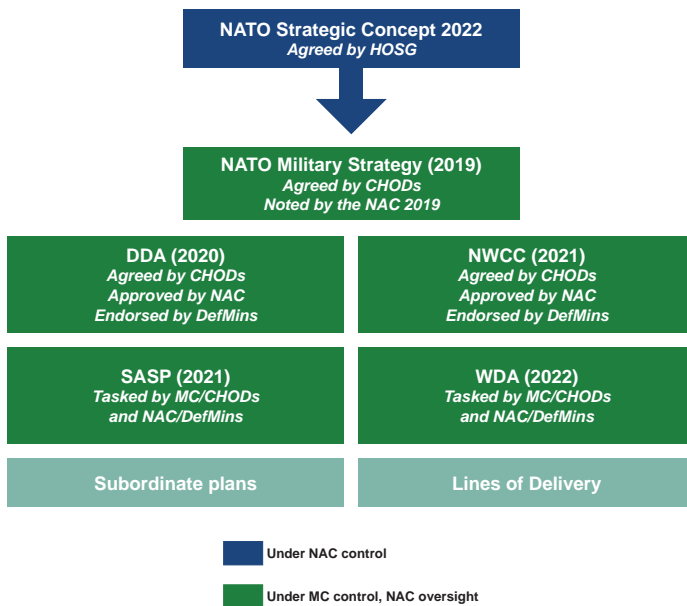 NATO Strategic Concept 2022
Agreed by HOSG
NATO Military Strategy (2019)
Agreed by CHODs
Noted by the NAC 2019
DDA (2020)
Agreed by CHODs
Approved by NAC
Endorsed by DefMins
NWCC (2021)
Agreed by CHODs
Approved by NAC
Endorsed by DefMins
SASP (2021)
Tasked by MC/CHODs
and NAC/DefMins
WDA (2022)
Tasked by MC/CHODs
and NAC/DefMins
Subordinate plans
Lines of Delivery
Under NAC control
Under MC control, NAC oversight